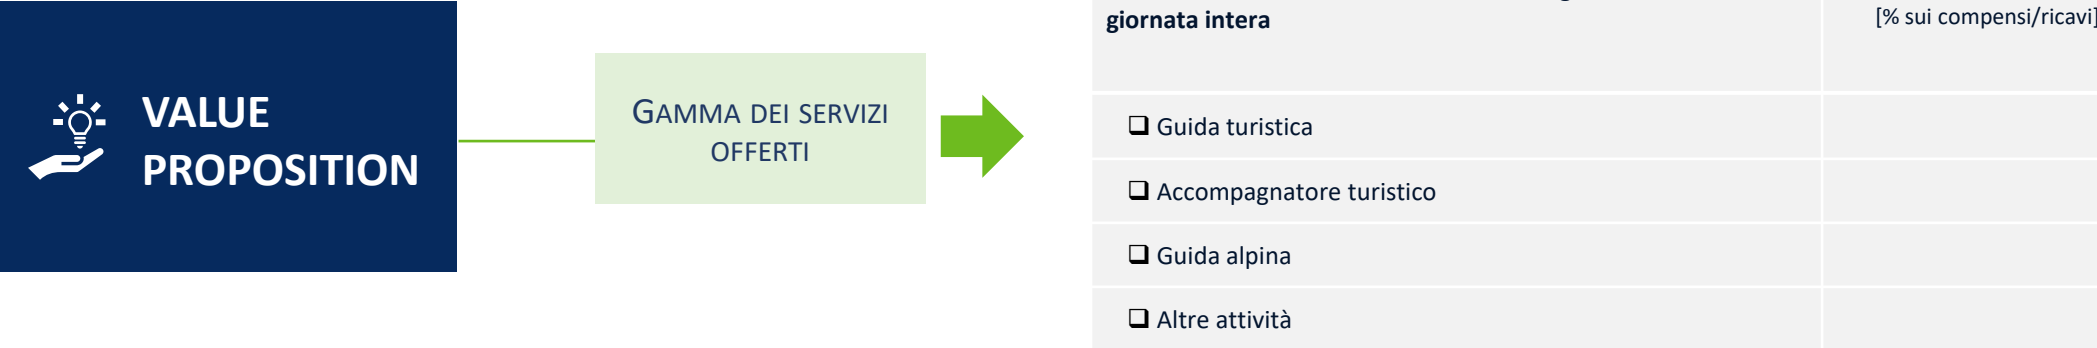 VALUE
PROPOSITION
GAMMA DEI SERVIZI
OFFERTI
giornata intera
[% sui compensi/ricavi]
Guida turistica
Accompagnatore turistico
Guida alpina
Altre attività